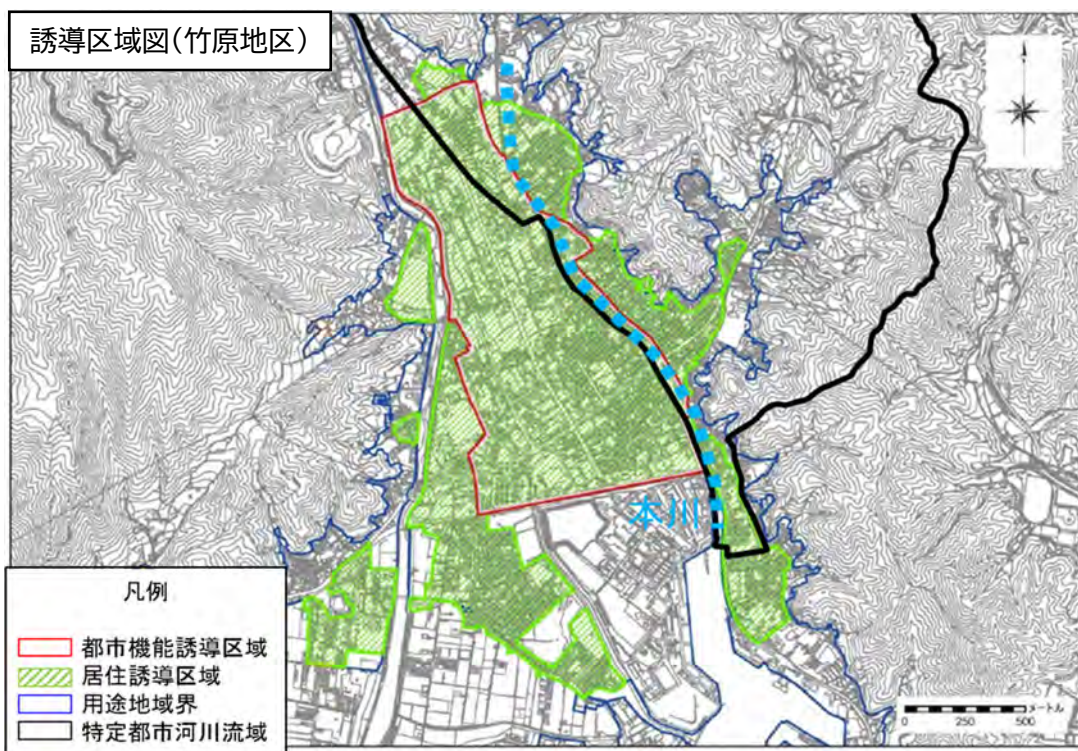 誘導区域図(竹原地区)
本川
凡例
都市機能誘導区域
居住誘導区域
用途地域界
特定都市河川流域
メートル
0 250 500